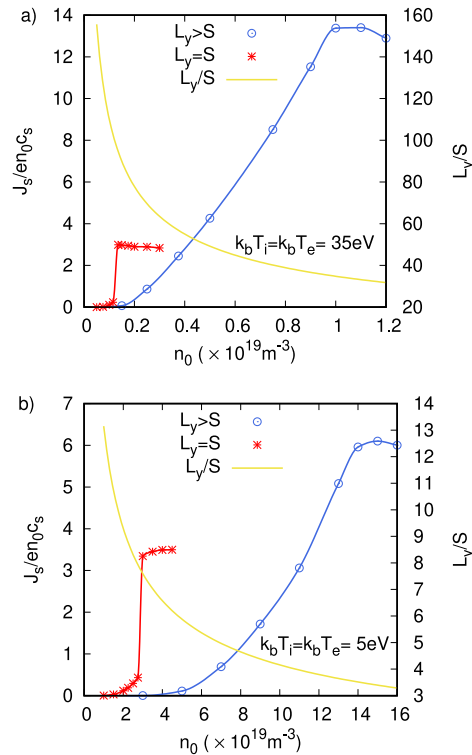 a)
14
12
10
8
6
4
2
0
J_s/en_0c_s
L_y>S
L_y=S
L_y/S
k_bT_i=k_bT_e= 35eV
160
140
120
100
80
60
40
20
L_y/S
0 0.2 0.4 0.6 0.8 1 1.2
n_0 ( × 10^19 m^-3
b)
7
6
5
4
3
2
1
0
J_s/en_0c_s
L_y>S
L_y=S
L_y/S
k_bT_i=k_bT_e= 5eV
14
13
12
11
10
9
8
7
6
5
4
3
L_y/S
0 2 4 6 8 10 12 14 16
n_0 ( × 10^19 m^-3